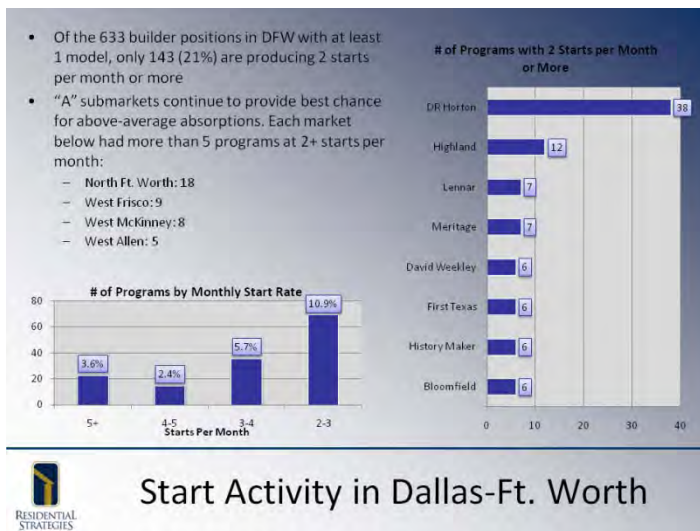 • Of the 633 builder positions in DFW with at least
1 model, only 143 (21%) are producing 2 starts
per month or more
• “A” submarkets continue to provide best chance
for above-average absorptions. Each market
below had more than 5 programs at 2+ starts per
month:
– North Ft. Worth: 18
– West Frisco: 9
– West McKinney: 8
– West Allen: 5
# of Programs by Monthly Start Rate
80
60
40
20
0
3.6%
2.4%
5.7%
10.9%
5+
4-5
3-4
2-3
Starts Per Month
# of Programs with 2 Starts per Month
or More
DR Horton
38
Highland
12
Lennar
7
Meritage
7
David Weekley
6
First Texas
6
History Maker
6
Bloomfield
6
0
10
20
30
40
RESIDENTIAL
STRATEGIES
Start Activity in Dallas-Ft. Worth